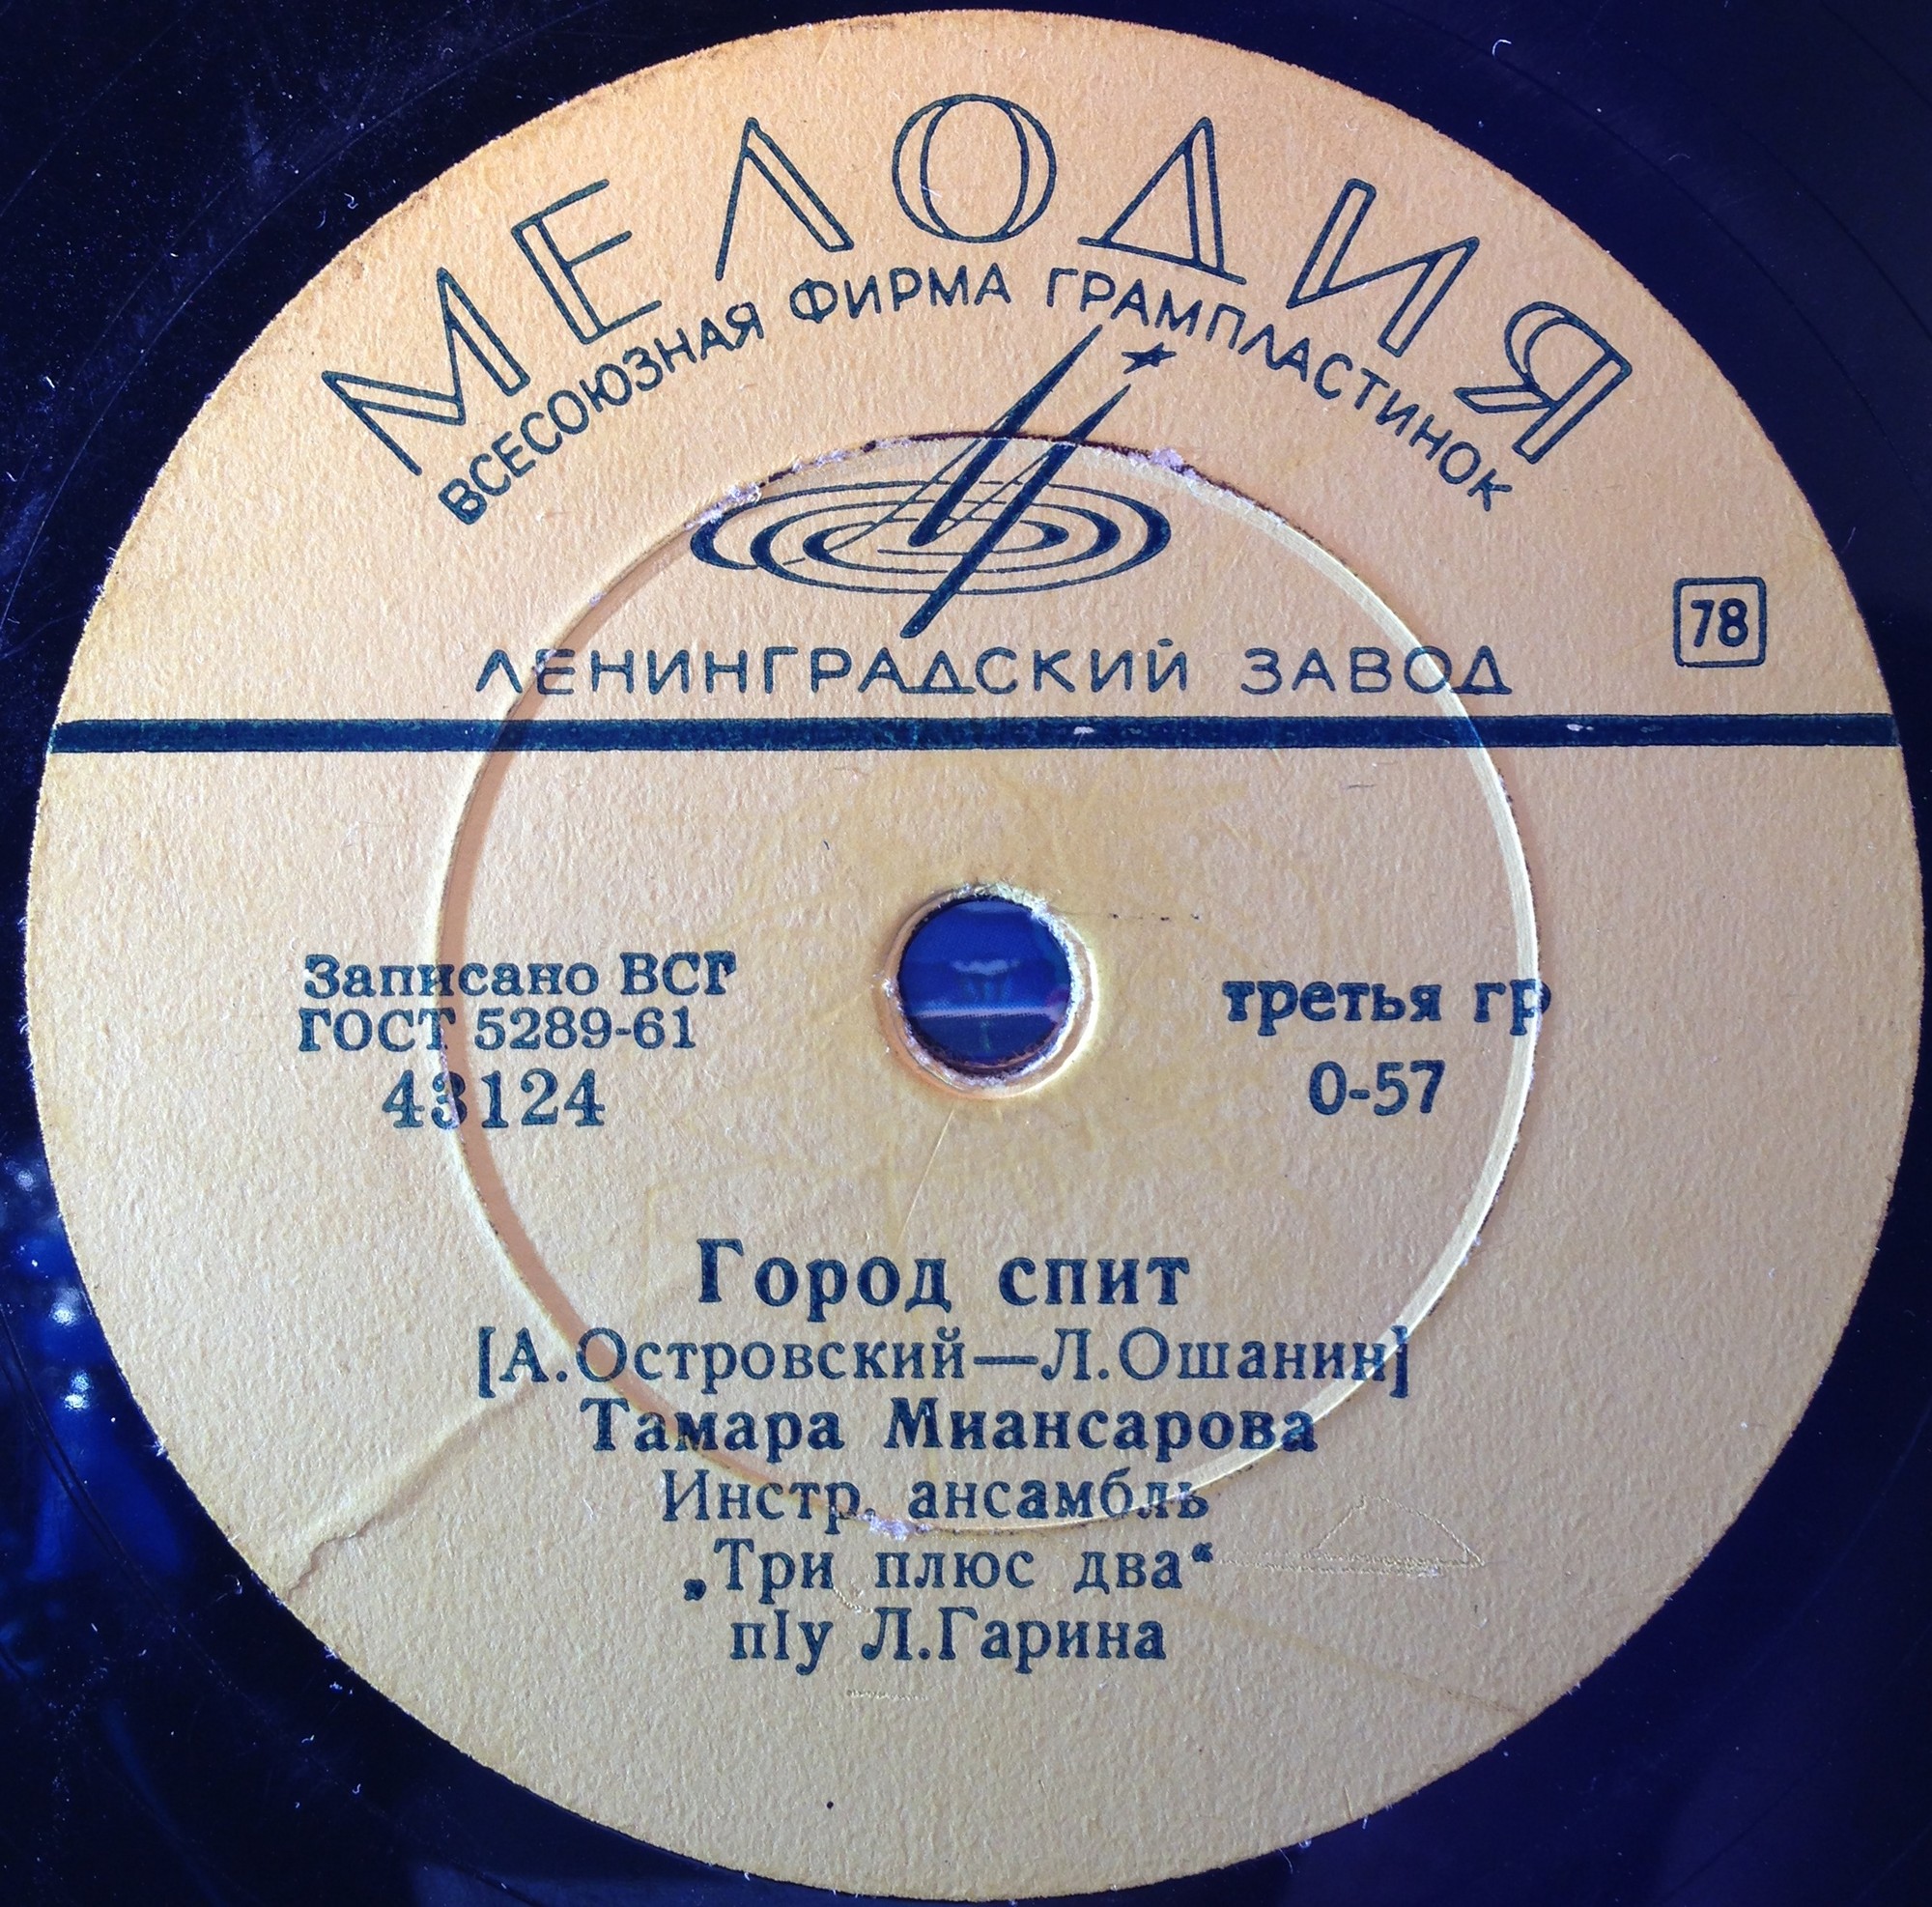 МЕЛОДИЯ
ВСЕСОЮЗНАЯ ФИРМА ГРАМПЛАСТИНОК
78
ЛЕНИНГРАДСКИЙ ЗАВОД
Записано ВСГ
ГОСТ 5289-61
43124
третья гр
0-57
Город спит
[А.Островский—Л.Ошанин]
Тамара Миансарова
Инстр. ансамбль
„Три плюс два“
п/у Л.Гарина